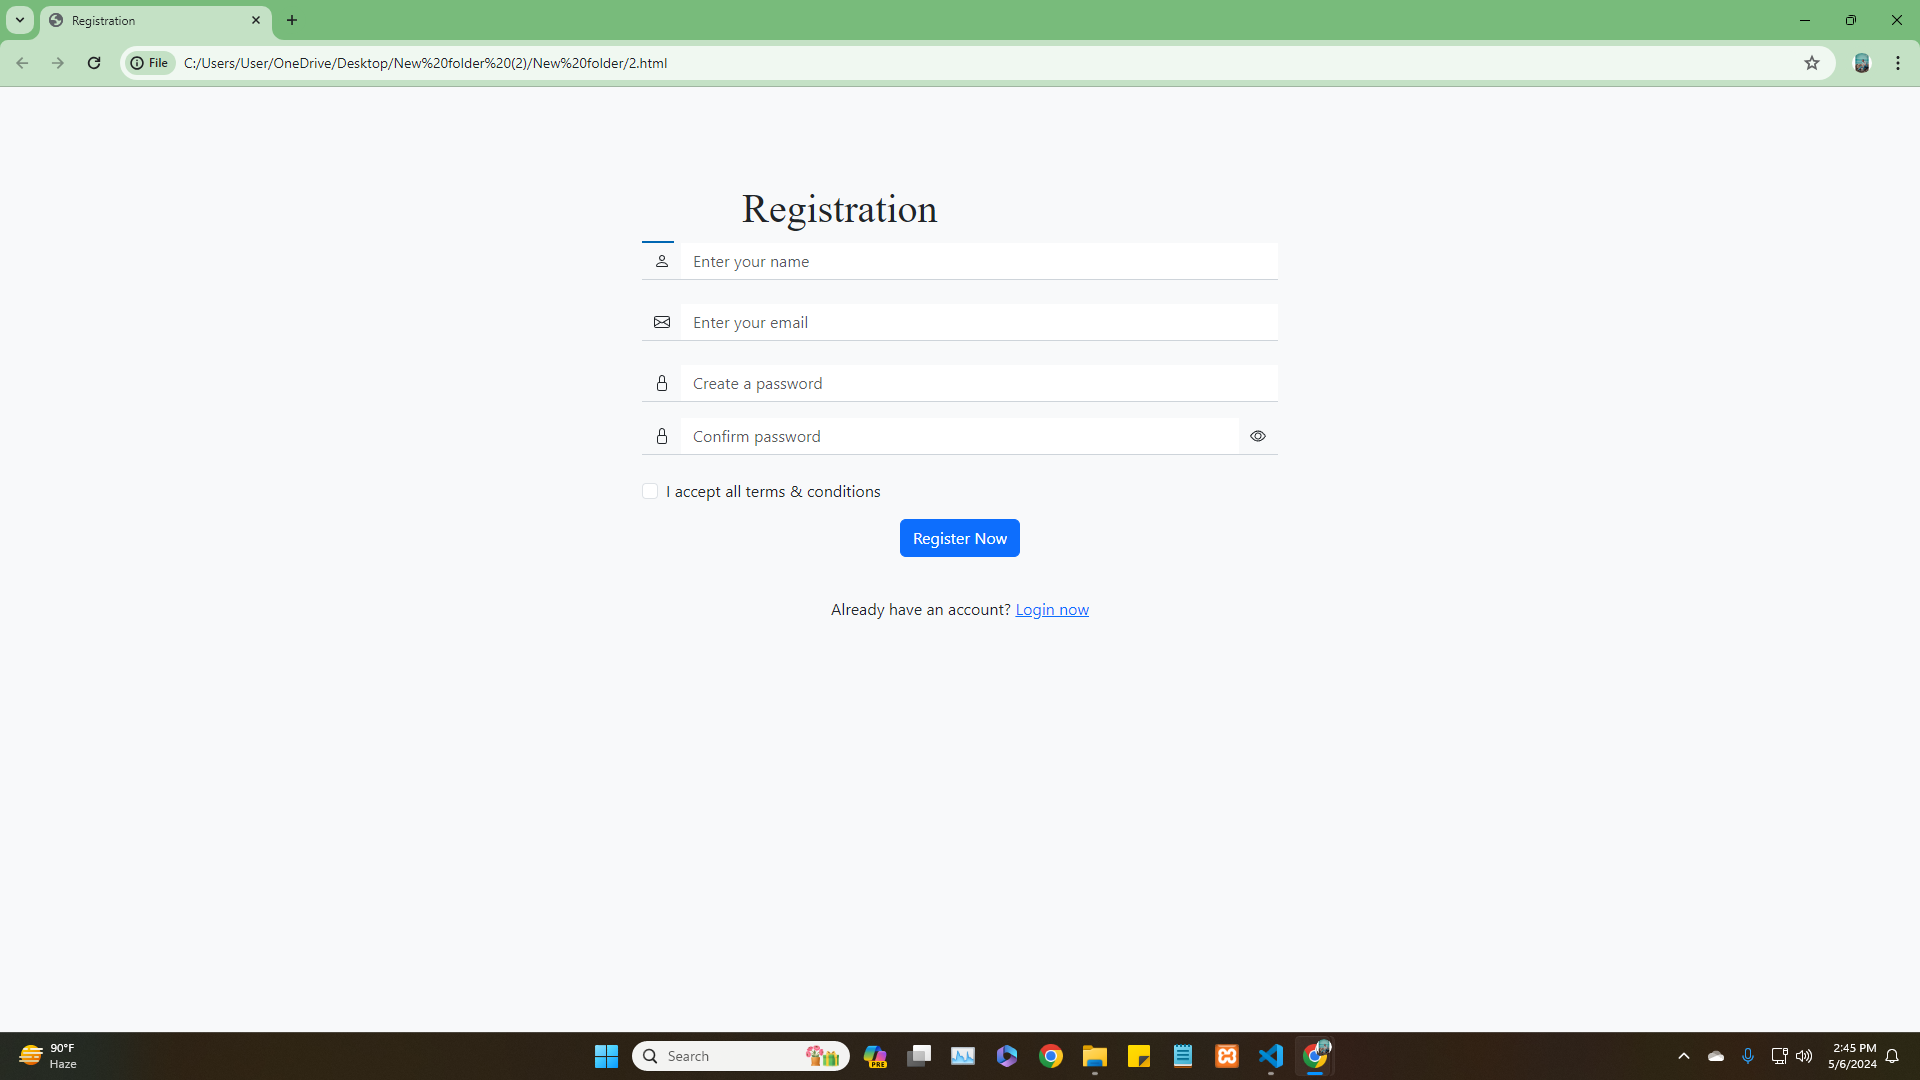 Registration
File C:/Users/User/OneDrive/Desktop/New%20folder%20(2)/New%20folder/2.html
Registration
Enter your name
Enter your email
Create a password
Confirm password
I accept all terms & conditions
Register Now
Already have an account? Login now
90°F
Haze
Search
PRE
2:45 PM
5/6/2024